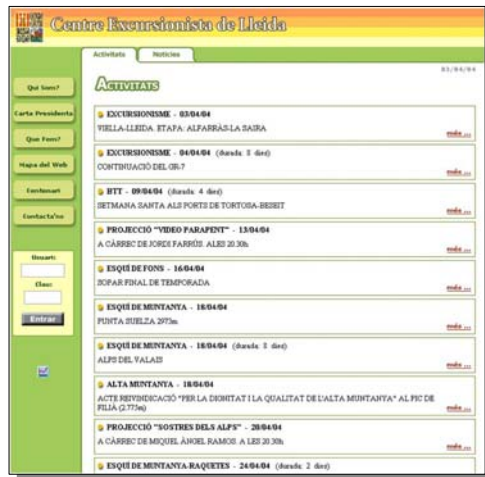 Centre Excursionista de Lleida
Activitats Noticies
03/04/04
Qui Som?
Carta Presidenta
Que Fem?
Mapa del Web
Contacta'ns
Usuari:
Clau:
Entrar
ACTIVITATS
EXCURSIONISME - 03/04/04
VIELLA-LLEIDA. ETAPA: ALFARRÀS-LA SAIRA
més ...
EXCURSIONISME - 04/04/04 (durada: 8 dies)
CONTINUACIÓ DEL GR-7
més ...
HTT - 09/04/04 (durada: 4 dies)
SETMANA SANTA ALS PORTS DE TORTOSA-BESEIT
més ...
PROJECCIÓ "VIDEO PARAPENT" - 13/04/04
A CÀRREC DE JORDI FARRÚS. ALES 20.30h
més ...
ESQUÍ DE FONS - 16/04/04
SOPAR FINAL DE TEMPORADA
més ...
ESQUÍ DE MUNTANYA - 18/04/04
PUNTA SUELZA 2973m
més ...
ESQUÍ DE MUNTANYA - 18/04/04 (durada: 8 dies)
ALPS DEL VALAIS
més ...
ALTA MUNTANYA - 18/04/04
ACTE REIVINDICACIÓ "PER LA DIGNITAT I LA QUALITAT DE L'ALTA MUNTANYA" AL PIC DE
FILIÀ (2.775m)
més ...
PROJECCIÓ "SOSTRES DELS ALPS" - 20/04/04
A CÀRREC DE MIQUEL ÀNGEL RAMOS. A LES 20.30h
més ...
ESQUÍ DE MUNTANYA-RAQUETES - 24/04/04 (durada: 2 dies)